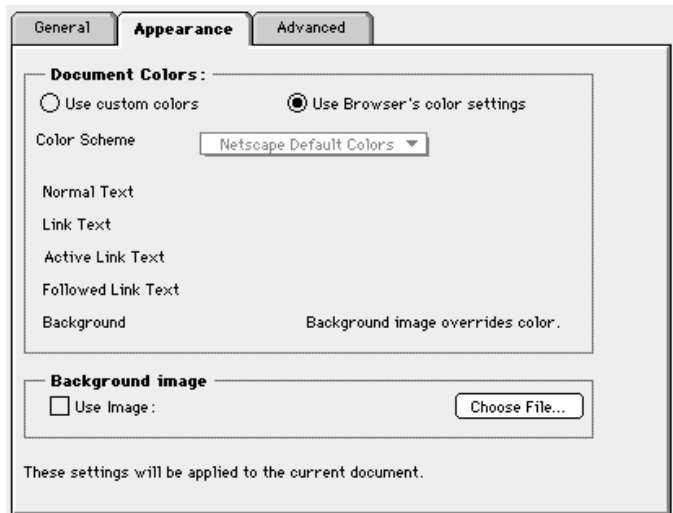 General Appearance Advanced
Document Colors:
Use custom colors Use Browser's color settings
Color Scheme Netscape Default Colors
Normal Text
Link Text
Active Link Text
Followed Link Text
Background Background image overrides color.
Background image
Use Image: Choose File...
These settings will be applied to the current document.